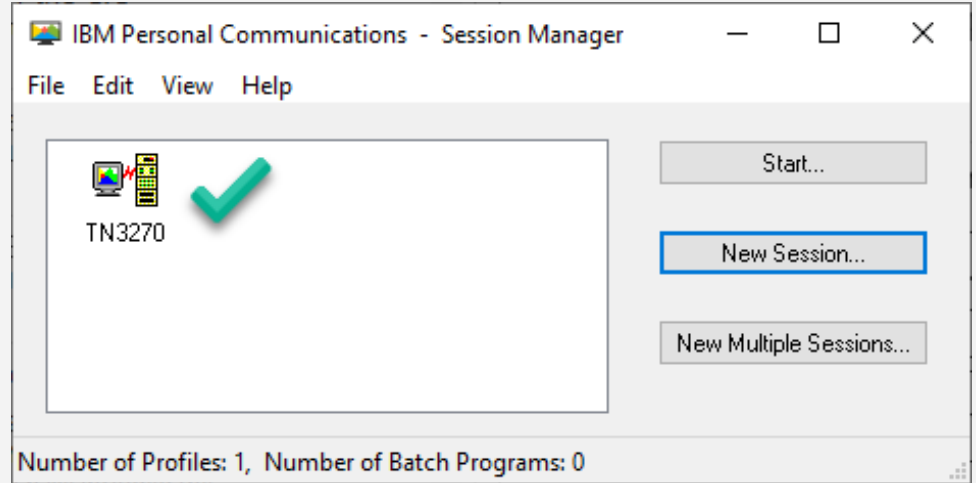 IBM Personal Communications - Session Manager
File Edit View Help
TN3270
Start...
New Session...
New Multiple Sessions...
Number of Profiles: 1, Number of Batch Programs: 0